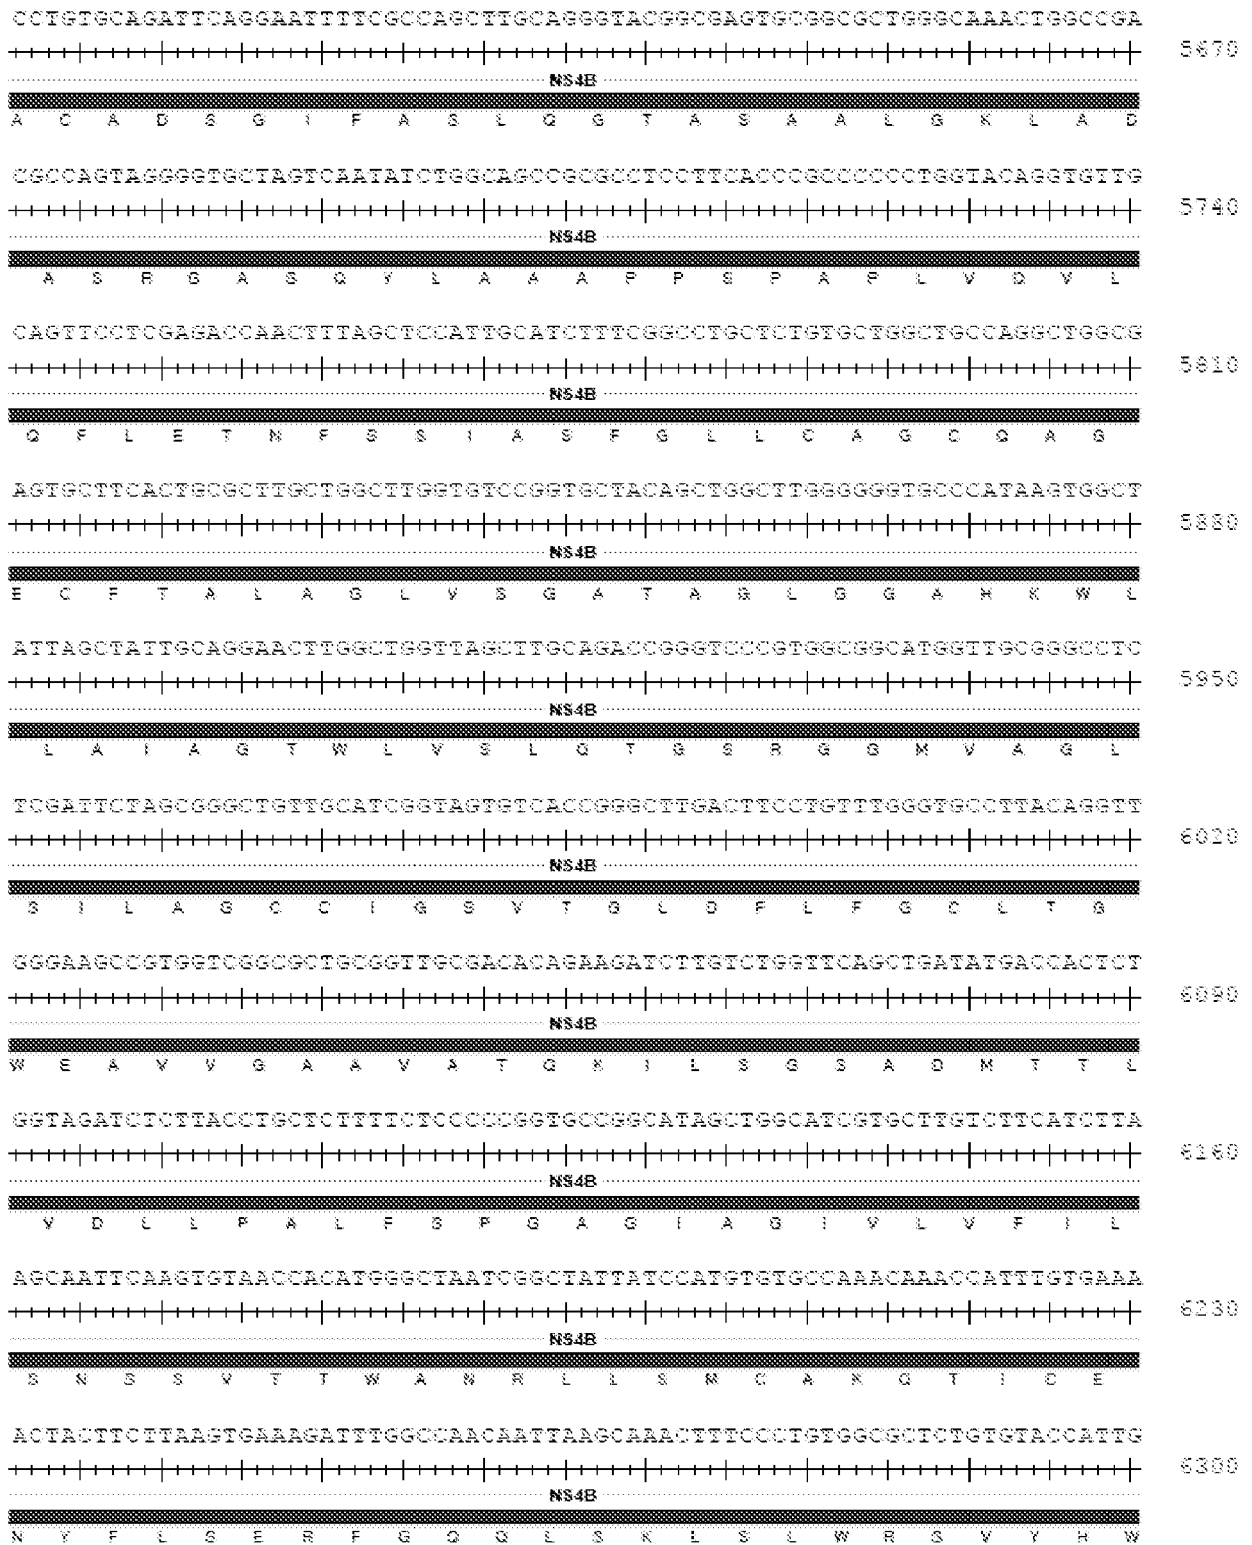 CCTGTGCAGATTCAGGAATTTTCGCCAGCTTGCAGGGTACGGCGAGTGCGGCGCTGGGCAAACTGGCCGA
5670
NS4B
A C A D S G I F A S L Q G T A S A A L G K L A D
CGCCAGTAGGGGTGCTAGTCAATATCTGGCAGCCGCGCCTCCTTCACCCGCCCCCCTGGTACAGGTGTTG
5740
NS4B
A S R G A S Q Y L A A A P P S P A P L V Q V L
CAGTTCCTCGAGACCAACTTTAGCTCCATTGCATCTTTCGGCCTGCTCTGTGCTGGCTGCCAGGCTGGCG
5810
NS4B
Q F L E T N F S S I A S F G L L C A G C Q A G
AGTGCTTCACTGCGCTTGCTGGCTTGGTGTCCGGTGCTACAGCTGGCTTGGGGGGTGCCCATAAGTGGCT
5880
NS4B
E C F T A L A G L V S G A T A G L G G A H K W L
ATTAGCTATTGCAGGAACTTGGCTGGTTAGCTTGCAGACCGGGTCCCGTGGCGGCATGGTTGCGGGCCTC
5950
NS4B
L A I A G T W L V S L Q T G S R G G M V A G L
TCGATTCTAGCGGGCTGTTGCATCGGTAGTGTCACCGGGCTTGACTTCCTGTTTGGGTGCCTTACAGGTT
6020
NS4B
S I L A G C C I G S V T G L D F L F G C L T G
GGGAAGCCGTGGTCGGCGCTGCGGTTGCGACACAGAAGATCTTGTCTGGTTCAGCTGATATGACCACTCT
6090
NS4B
W E A V V G A A V A T Q K I L S G S A D M T T L
GGTAGATCTCTTACCTGCTCTTTTCTCCCCCGGTGCCGGCATAGCTGGCATCGTGCTTGTCTTCATCTTA
6160
NS4B
V D L L P A L F S P G A G I A G I V L V F I L
AGCAATTCAAGTGTAACCACATGGGCTAATCGGCTATTATCCATGTGTGCCAAACAAACCATTTGTGAAA
6230
NS4B
S N S S V T T W A N R L L S M C A K Q T I C E
ACTACTTCTTAAGTGAAAGATTTGGCCAACAATTAAGCAAACTTTCCCTGTGGCGCTCTGTGTACCATTG
6300
NS4B
N Y F L S E R F G Q Q L S K L S L W R S V Y H W